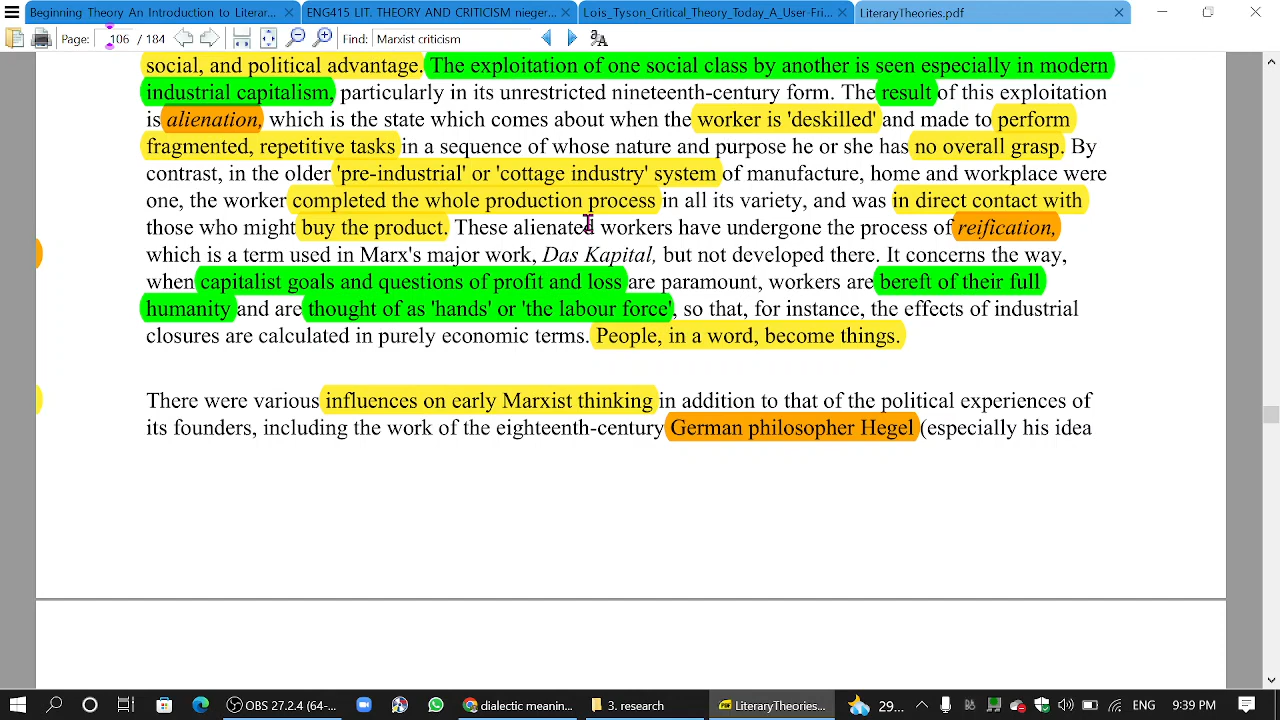 Beginning Theory An Introduction to Literar...
ENG415 LIT. THEORY AND CRITICISM nieger...
Lois_Tyson_Critical_Theory_Today_A_User-Fri...
LiteraryTheories.pdf
Page: 106 / 184 Find: Marxist criticism
social, and political advantage. The exploitation of one social class by another is seen especially in modern
industrial capitalism, particularly in its unrestricted nineteenth-century form. The result of this exploitation
is alienation, which is the state which comes about when the worker is 'deskilled' and made to perform
fragmented, repetitive tasks in a sequence of whose nature and purpose he or she has no overall grasp. By
contrast, in the older 'pre-industrial' or 'cottage industry' system of manufacture, home and workplace were
one, the worker completed the whole production process in all its variety, and was in direct contact with
those who might buy the product. These alienated workers have undergone the process of reification,
which is a term used in Marx's major work, Das Kapital, but not developed there. It concerns the way,
when capitalist goals and questions of profit and loss are paramount, workers are bereft of their full
humanity and are thought of as 'hands' or 'the labour force', so that, for instance, the effects of industrial
closures are calculated in purely economic terms. People, in a word, become things.
There were various influences on early Marxist thinking in addition to that of the political experiences of
its founders, including the work of the eighteenth-century German philosopher Hegel (especially his idea
OBS 27.2.4 (64-...
dialectic meanin...
3. research
LiteraryTheories...
29°...
ENG
9:39 PM